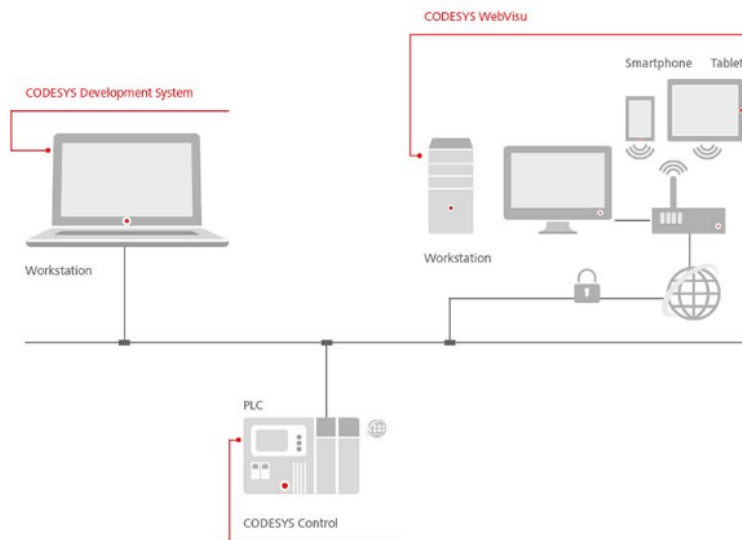 CODESYS WebVisu
Smartphone Tablet
CODESYS Development System
Workstation
Workstation
PLC
CODESYS Control